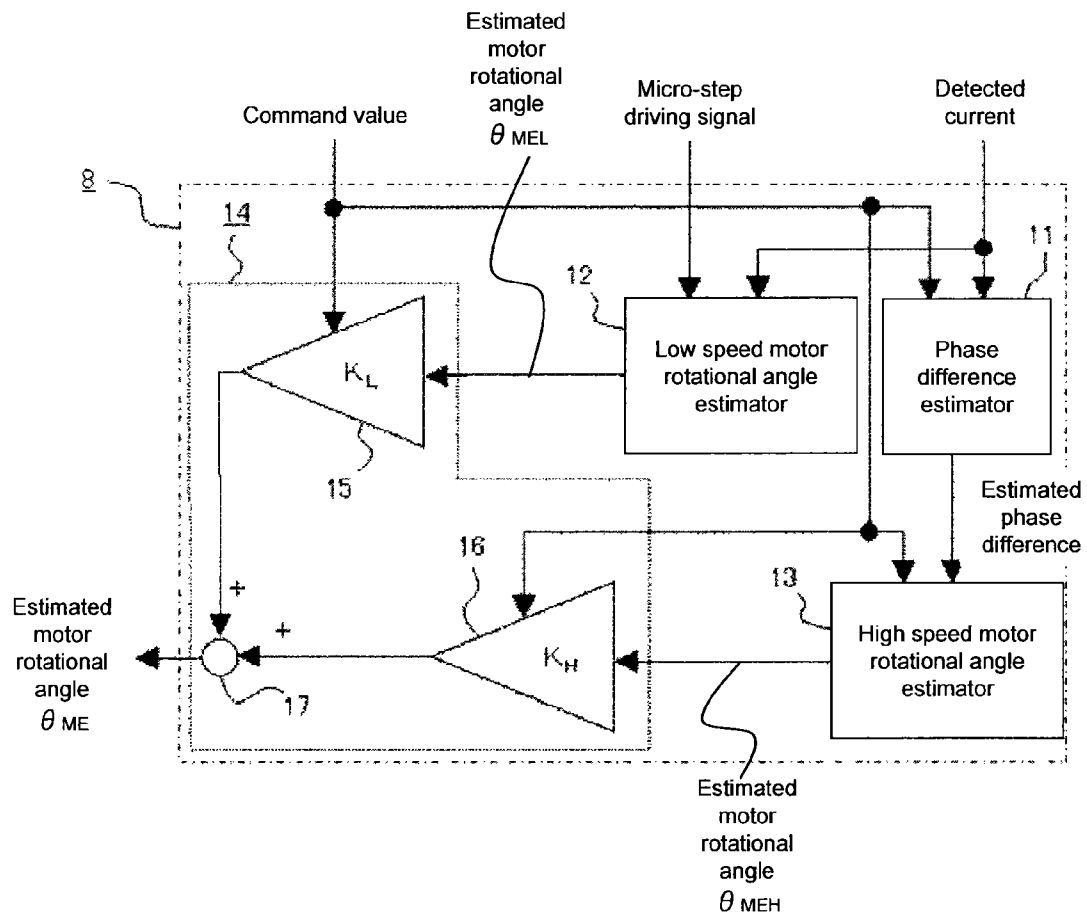 Estimated
motor
rotational
angle
θ MEL
Command value
Micro-step
driving signal
Detected
current
8
14
12
11
K L
Low speed motor
rotational angle
estimator
Phase
difference
estimator
15
Estimated
phase
difference
16
13
+
+
Estimated
motor
rotational
angle
θ ME
K H
High speed motor
rotational angle
estimator
17
Estimated
motor
rotational
angle
θ MEH